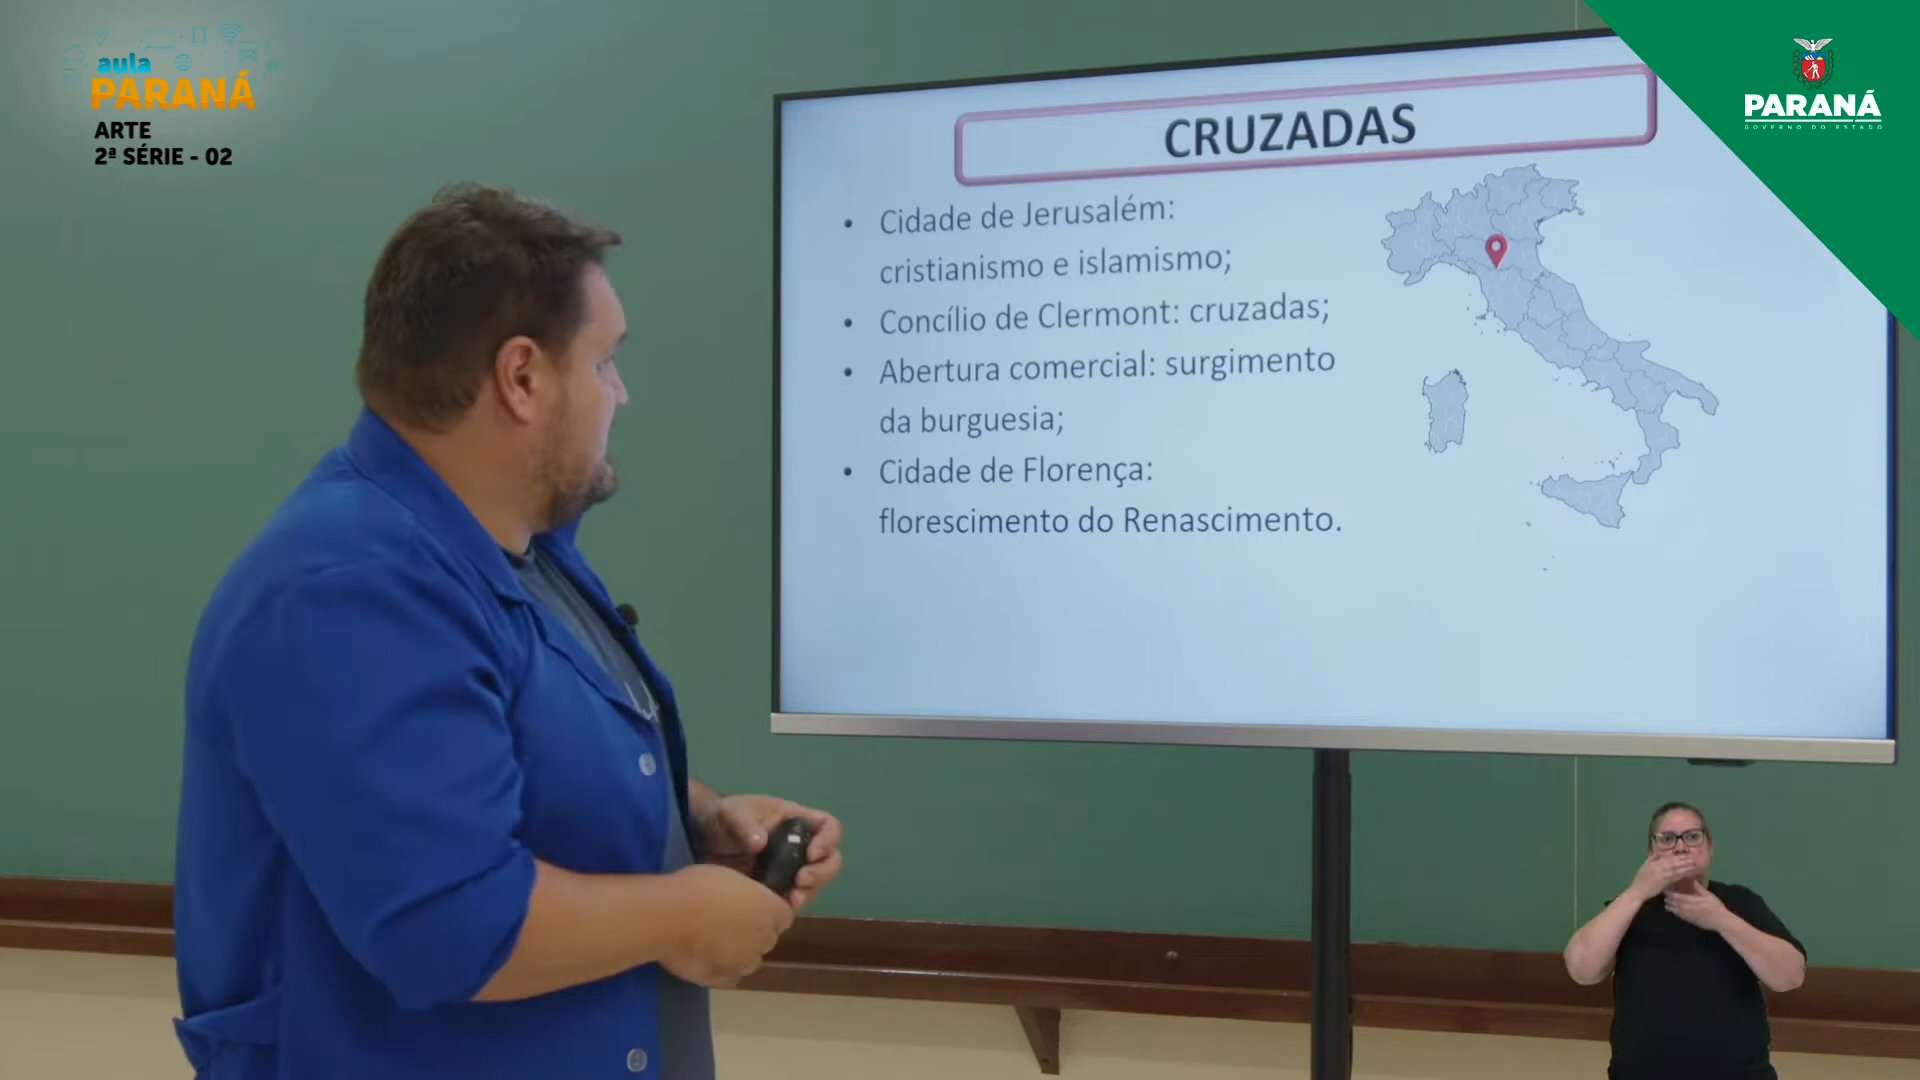 aula
PARANÁ
ARTE
2ª SÉRIE - 02
PARANÁ
GOVERNO DO ESTADO
CRUZADAS
• Cidade de Jerusalém:
cristianismo e islamismo;
• Concílio de Clermont: cruzadas;
• Abertura comercial: surgimento
da burguesia;
• Cidade de Florença:
florescimento do Renascimento.